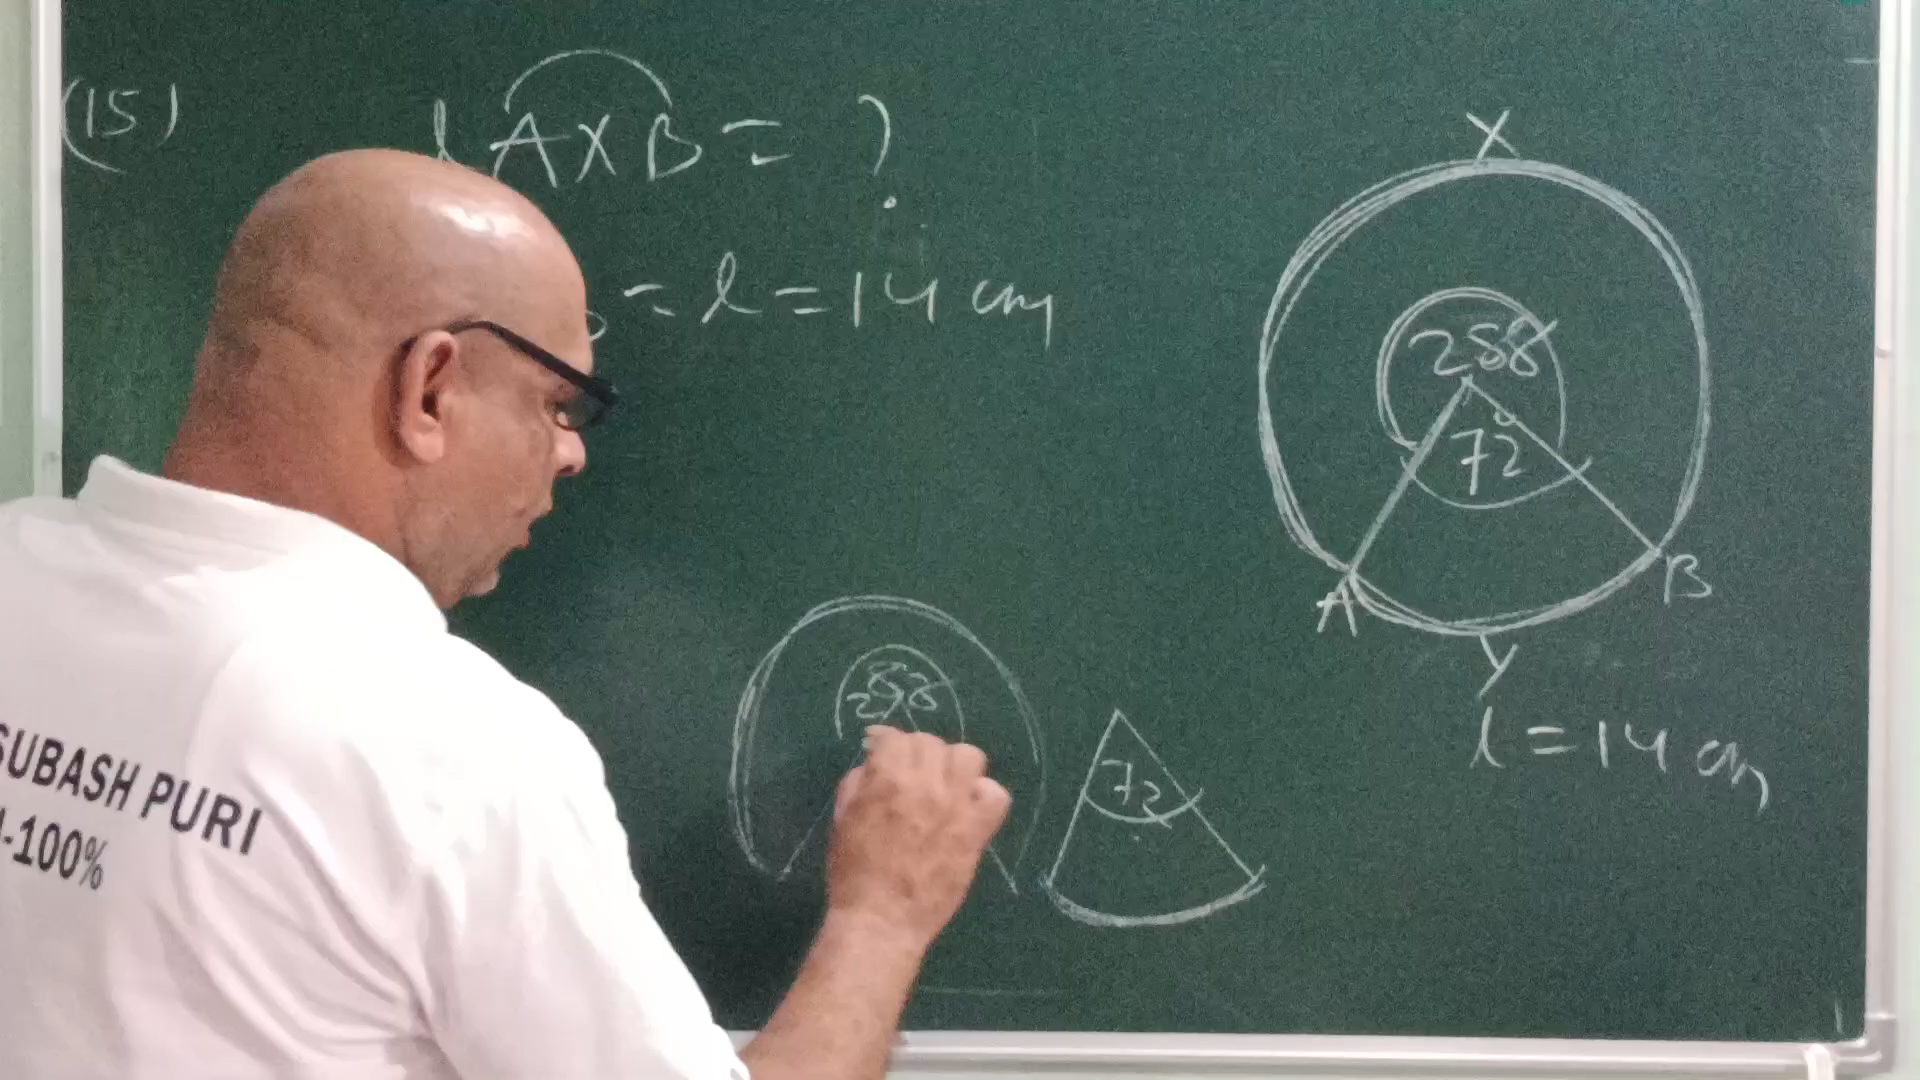 (15) l AXB = ?
= l = 14 cm
X
288
72°
A
B
Y
l = 14 cm
288
72
SUBASH PURI
-100%